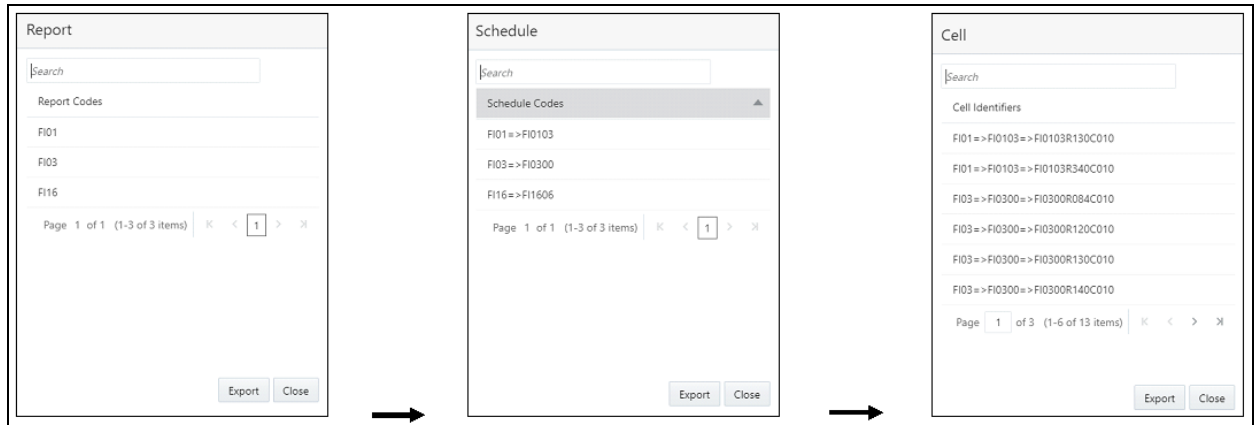 Report
Search
Report Codes
FI01
FI03
FI16
Page 1 of 1 (1-3 of 3 items) K < 1 > >|
Export Close
Schedule
Search
Schedule Codes
FI01=>FI0103
FI03=>FI0300
FI16=>FI1606
Page 1 of 1 (1-3 of 3 items) K < 1 > >|
Export Close
Cell
Search
Cell Identifiers
FI01=>FI0103=>FI0103R130C010
FI01=>FI0103=>FI0103R340C010
FI03=>FI0300=>FI0300R084C010
FI03=>FI0300=>FI0300R120C010
FI03=>FI0300=>FI0300R130C010
FI03=>FI0300=>FI0300R140C010
Page 1 of 3 (1-6 of 13 items) K < > >|
Export Close